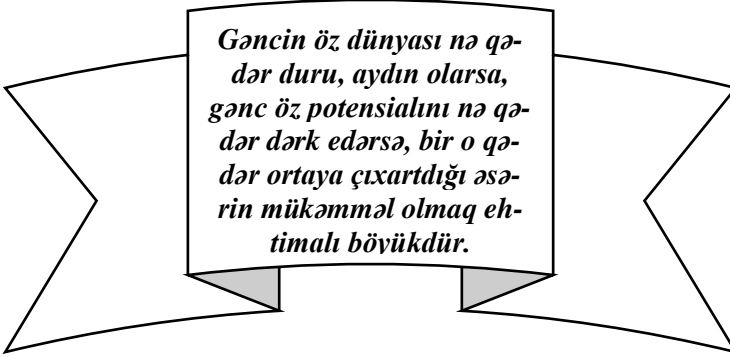 Gəncin öz dünyası nə qə-
dər duru, aydın olarsa,
gənc öz potensialını nə qə-
dər dərk edərsə, bir o qə-
dər ortaya çıxartdığı əsə-
rin mükəmməl olmaq eh-
timalı böyükdür.